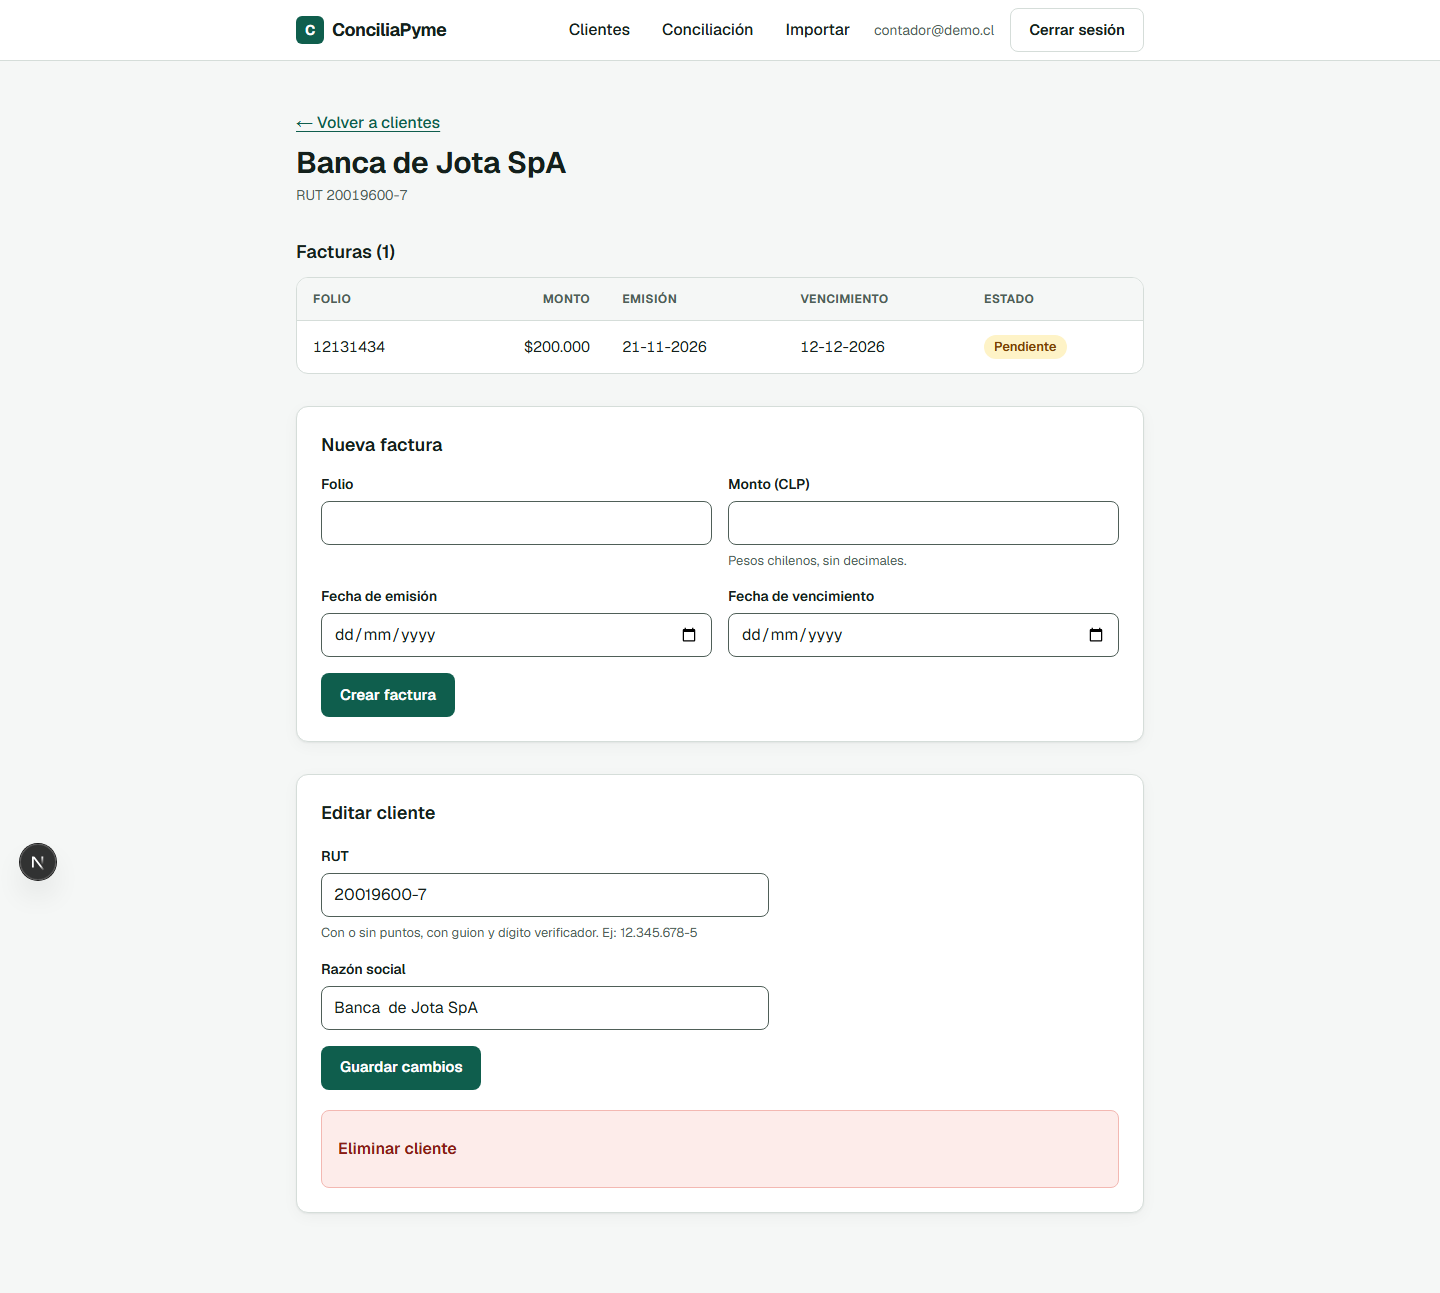 C ConciliaPyme Clientes Conciliación Importar contador@demo.cl Cerrar sesión
← Volver a clientes
Banca de Jota SpA
RUT 20019600-7
Facturas (1)
FOLIO MONTO EMISIÓN VENCIMIENTO ESTADO
12131434 $200.000 21-11-2026 12-12-2026 Pendiente
Nueva factura
Folio Monto (CLP)
Pesos chilenos, sin decimales.
Fecha de emisión Fecha de vencimiento
dd/mm/yyyy dd/mm/yyyy
Crear factura
Editar cliente
N
RUT
20019600-7
Con o sin puntos, con guion y dígito verificador. Ej: 12.345.678-5
Razón social
Banca  de Jota SpA
Guardar cambios
Eliminar cliente